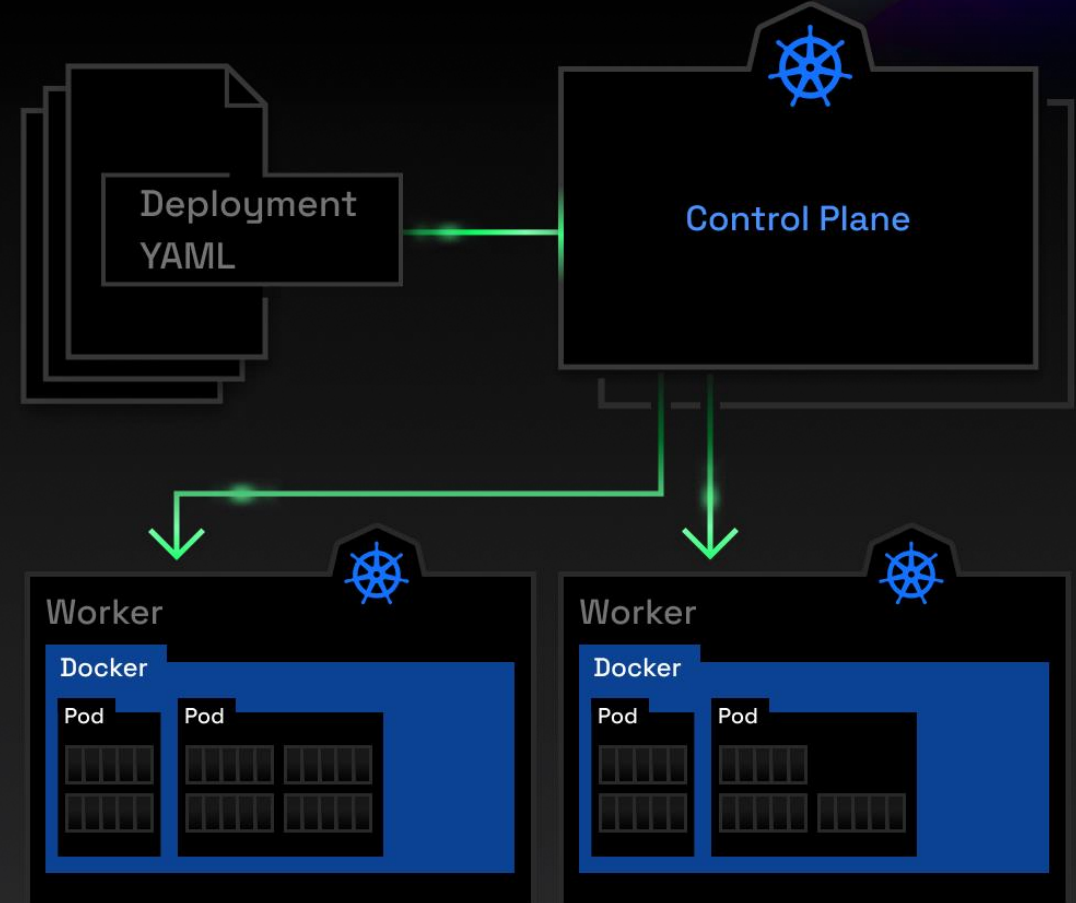 Deployment
YAML
Control Plane
Worker
Docker
Pod
Pod
Worker
Docker
Pod
Pod